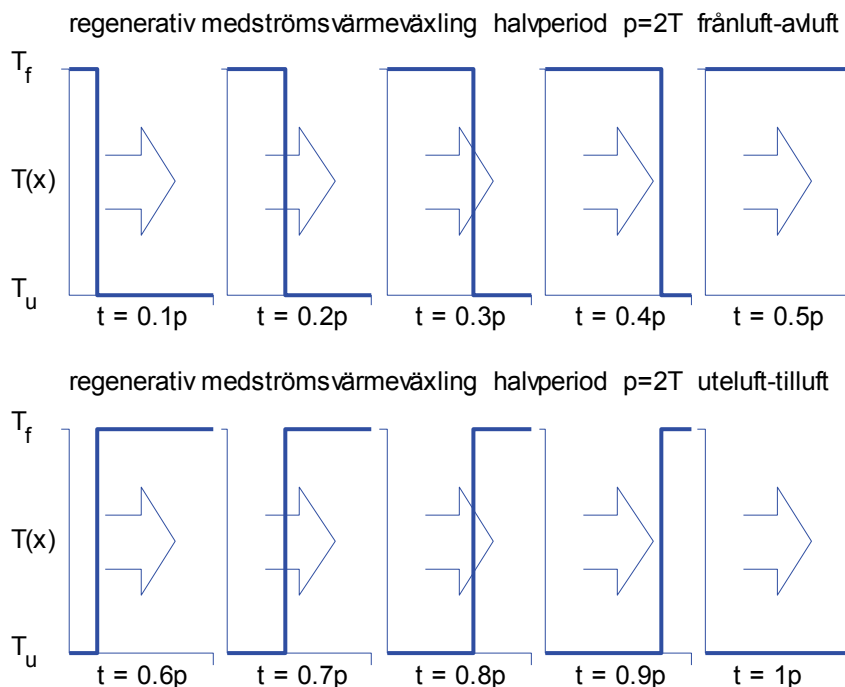 regenerativ medströmsvärmeväxling halvperiod p=2T frånluft-avluft
T_f
T(x)
T_u
t = 0.1p t = 0.2p t = 0.3p t = 0.4p t = 0.5p
regenerativ medströmsvärmeväxling halvperiod p=2T uteluft-tilluft
T_f
T(x)
T_u
t = 0.6p t = 0.7p t = 0.8p t = 0.9p t = 1p